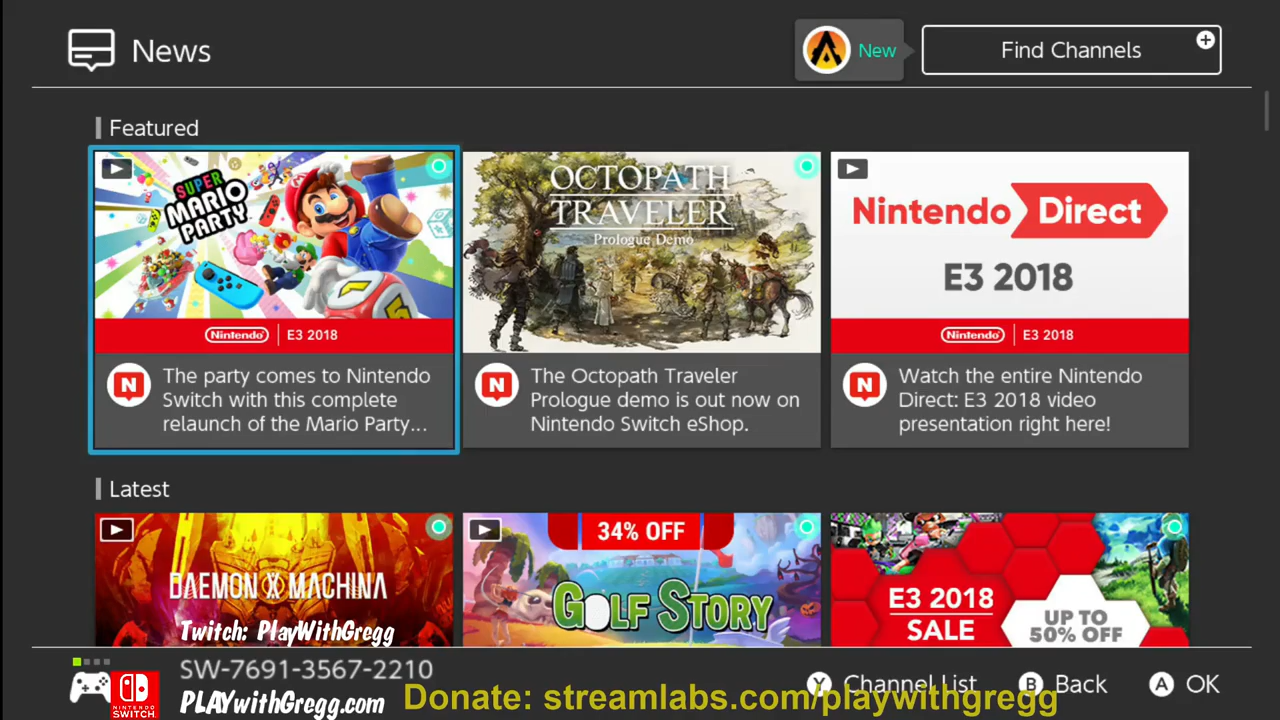 News
New
Find Channels
Featured
SUPER
MARIO
PARTY
Nintendo | E3 2018
The party comes to Nintendo
Switch with this complete
relaunch of the Mario Party...
OCTOPATH
TRAVELER
Prologue Demo
The Octopath Traveler
Prologue demo is out now on
Nintendo Switch eShop.
Nintendo Direct
E3 2018
Nintendo | E3 2018
Watch the entire Nintendo
Direct: E3 2018 video
presentation right here!
Latest
DAEMON X MACHINA
34% OFF
GOLF STORY
E3 2018
SALE
UP TO
50% OFF
Twitch: PlayWithGregg
SW-7691-3567-2210
PLAYwithGregg.com
NINTENDO
SWITCH
Donate: streamlabs.com/playwithgregg
Y Channel List
B Back
A OK